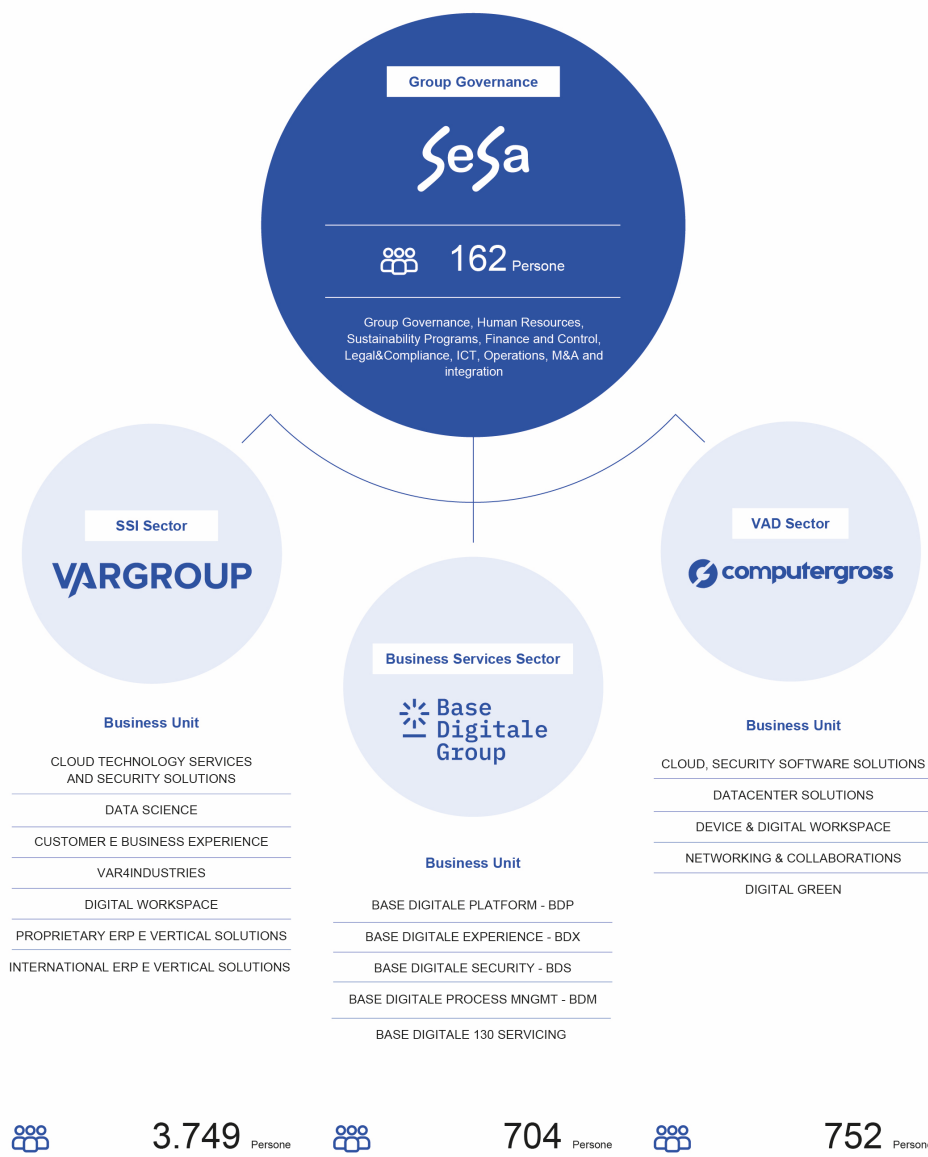 Group Governance
SeSa
162 Persone
Group Governance, Human Resources,
Sustainability Programs, Finance and Control,
Legal&Compliance, ICT, Operations, M&A and
integration
SSI Sector
VARGROUP
Business Unit
CLOUD TECHNOLOGY SERVICES
AND SECURITY SOLUTIONS
DATA SCIENCE
CUSTOMER E BUSINESS EXPERIENCE
VAR4INDUSTRIES
DIGITAL WORKSPACE
PROPRIETARY ERP E VERTICAL SOLUTIONS
INTERNATIONAL ERP E VERTICAL SOLUTIONS
3.749 Persone
Business Services Sector
Base
Digitale
Group
Business Unit
BASE DIGITALE PLATFORM - BDP
BASE DIGITALE EXPERIENCE - BDX
BASE DIGITALE SECURITY - BDS
BASE DIGITALE PROCESS MNGMT - BDM
BASE DIGITALE 130 SERVICING
704 Persone
VAD Sector
computergross
Business Unit
CLOUD, SECURITY SOFTWARE SOLUTIONS
DATACENTER SOLUTIONS
DEVICE & DIGITAL WORKSPACE
NETWORKING & COLLABORATIONS
DIGITAL GREEN
752 Persone